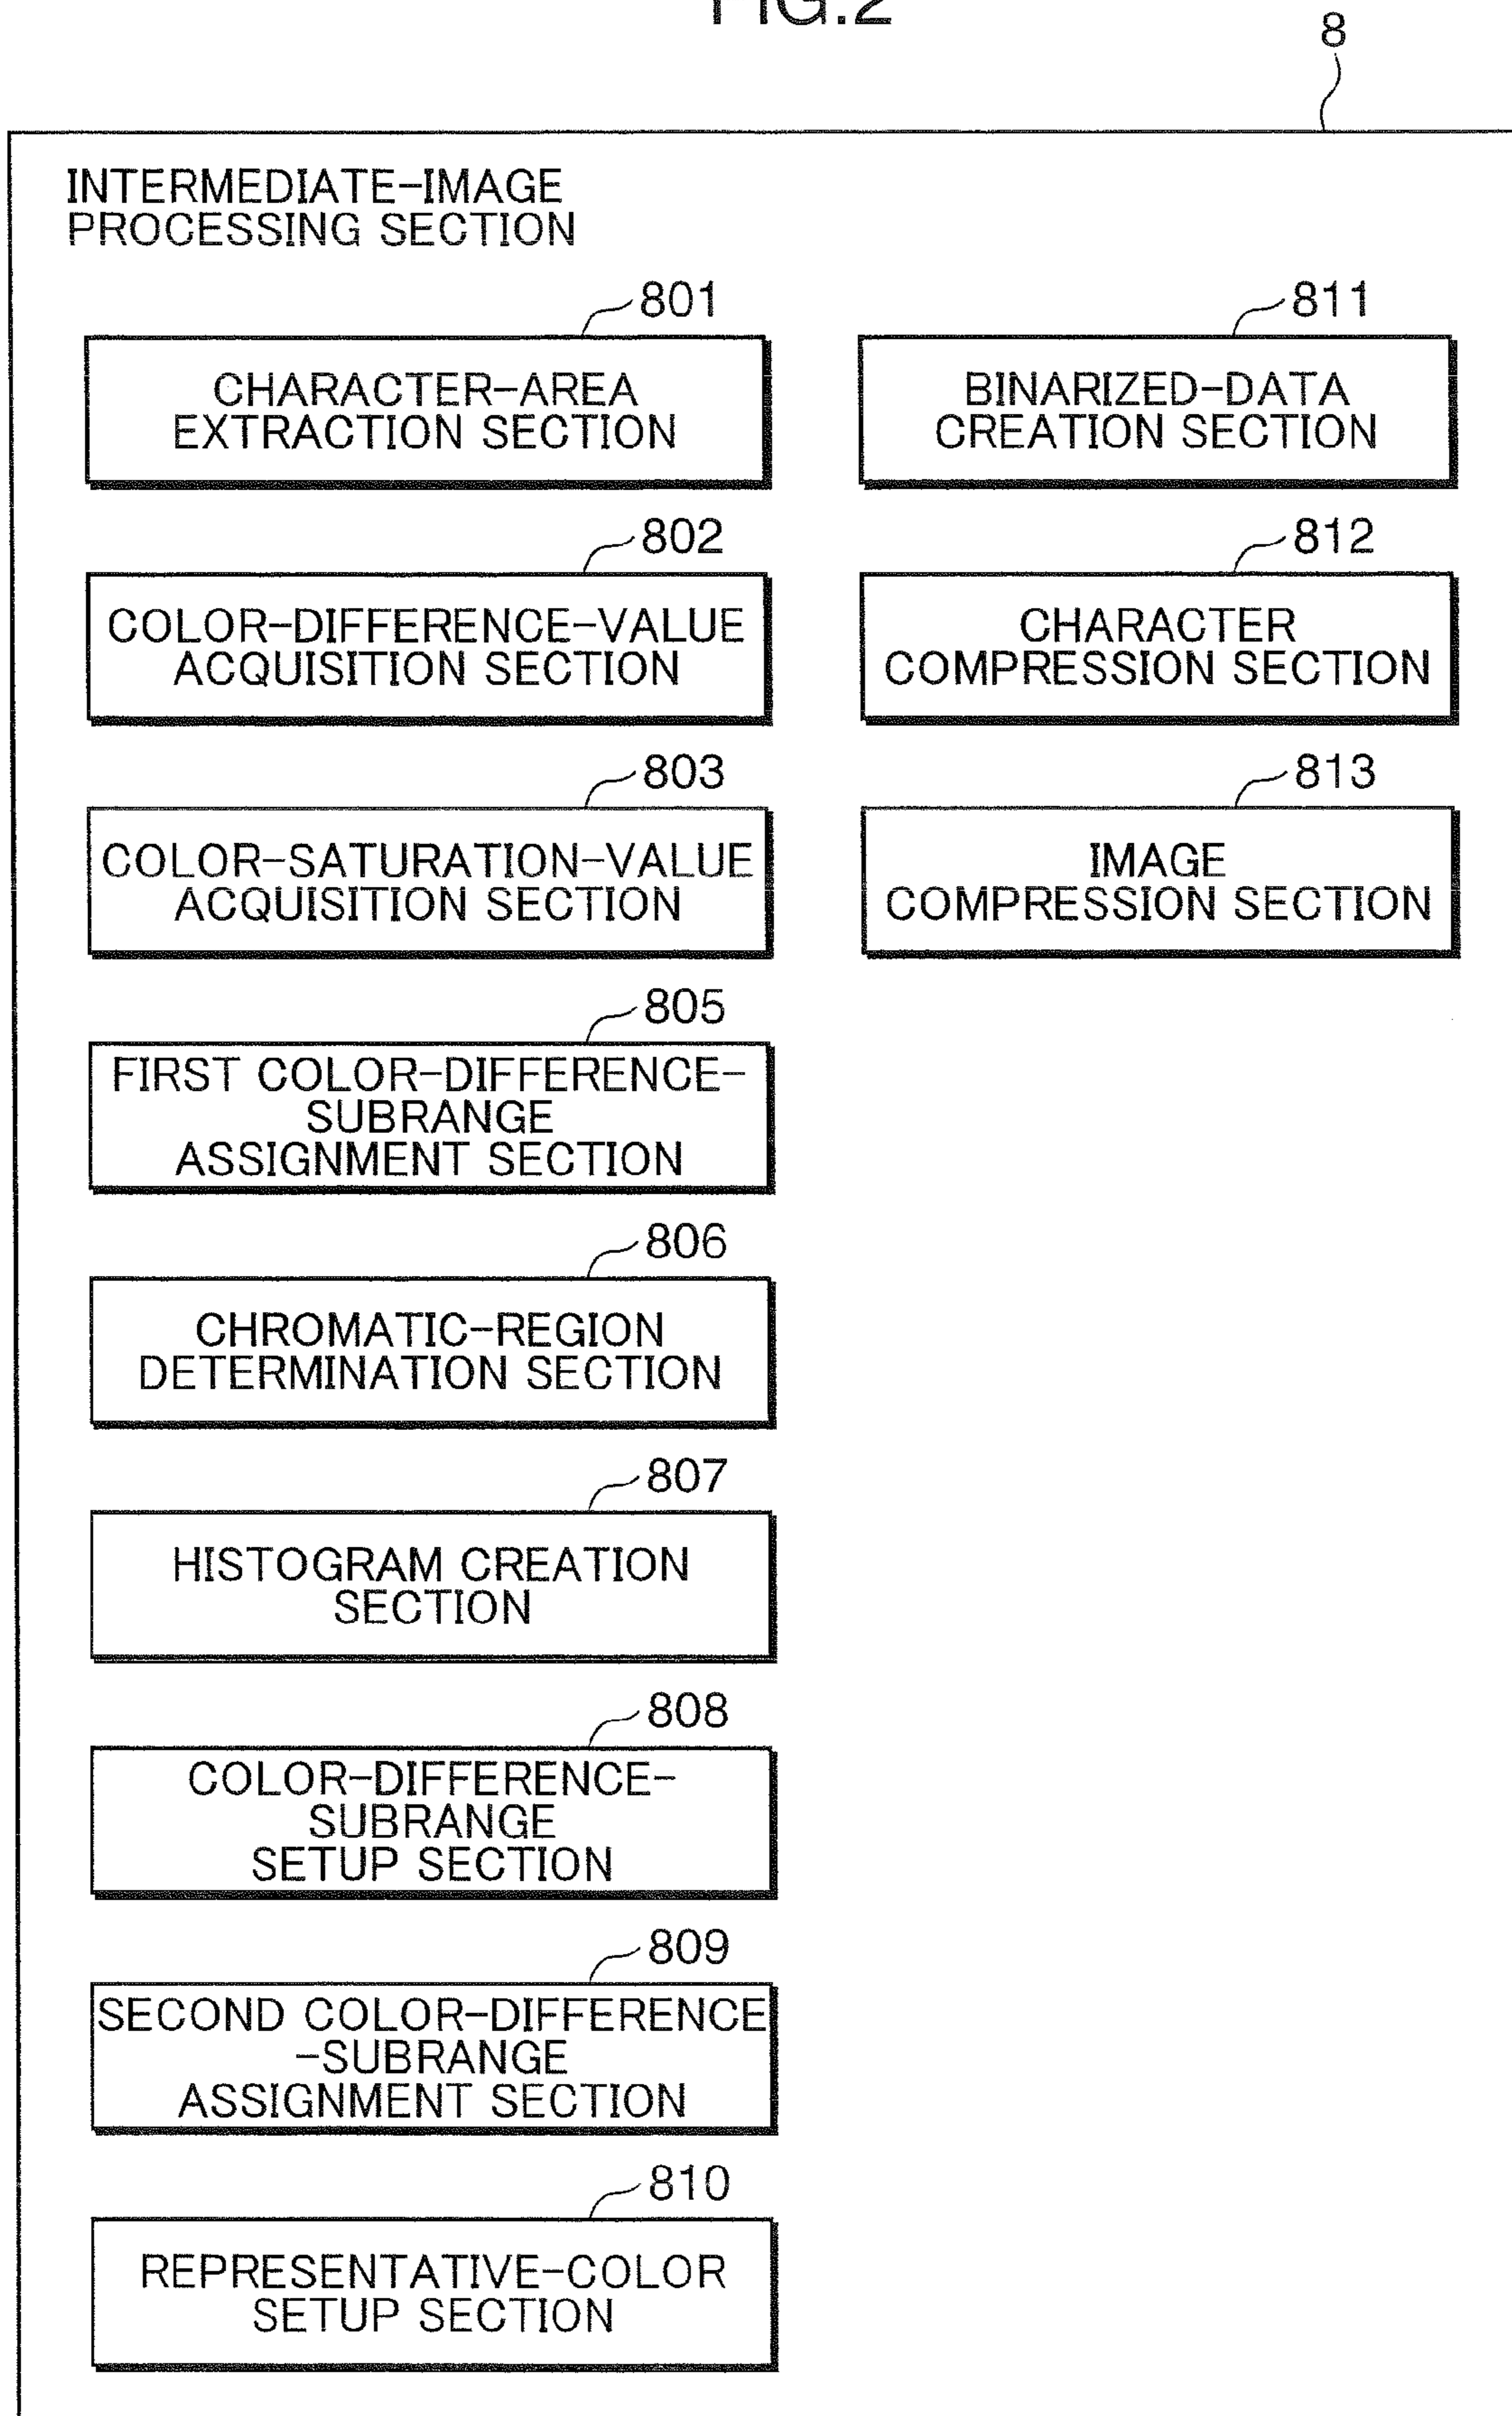 FIG.2
8
INTERMEDIATE-IMAGE
PROCESSING SECTION
801
CHARACTER-AREA
EXTRACTION SECTION
802
COLOR-DIFFERENCE-VALUE
ACQUISITION SECTION
803
COLOR-SATURATION-VALUE
ACQUISITION SECTION
805
FIRST COLOR-DIFFERENCE-
SUBRANGE
ASSIGNMENT SECTION
806
CHROMATIC-REGION
DETERMINATION SECTION
807
HISTOGRAM CREATION
SECTION
808
COLOR-DIFFERENCE-
SUBRANGE
SETUP SECTION
809
SECOND COLOR-DIFFERENCE
-SUBRANGE
ASSIGNMENT SECTION
810
REPRESENTATIVE-COLOR
SETUP SECTION
811
BINARIZED-DATA
CREATION SECTION
812
CHARACTER
COMPRESSION SECTION
813
IMAGE
COMPRESSION SECTION